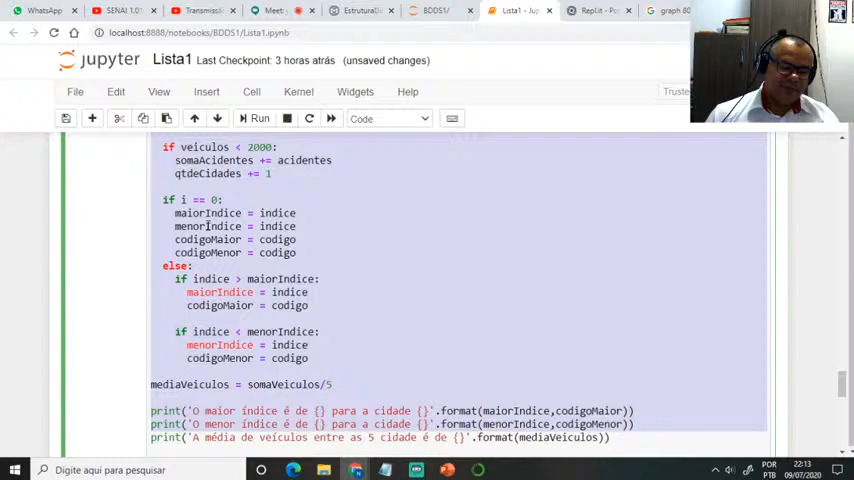 WhatsApp
SENAI 1.01
Transmissã
Meet:
EstruturaD
BDDS1/
Lista1 - Jup
Repl.it - Po
graph 80
localhost:8888/notebooks/BDDS1/Lista1.ipynb
jupyter Lista1 Last Checkpoint: 3 horas atrás (unsaved changes)
File Edit View Insert Cell Kernel Widgets Help
Truste
Run
Code
if veiculos < 2000:
somaAcidentes += acidentes
qtdeCidades += 1
if i == 0:
maiorIndice = indice
menorIndice = indice
codigoMaior = codigo
codigoMenor = codigo
else:
if indice > maiorIndice:
maiorIndice = indice
codigoMaior = codigo
if indice < menorIndice:
menorIndice = indice
codigoMenor = codigo
mediaVeiculos = somaVeiculos/5
print('O maior índice é de {} para a cidade {}'.format(maiorIndice,codigoMaior))
print('O menor índice é de {} para a cidade {}'.format(menorIndice,codigoMenor))
print('A média de veículos entre as 5 cidade é de {}'.format(mediaVeiculos))
Digite aqui para pesquisar
POR
PTB
22:13
09/07/2020